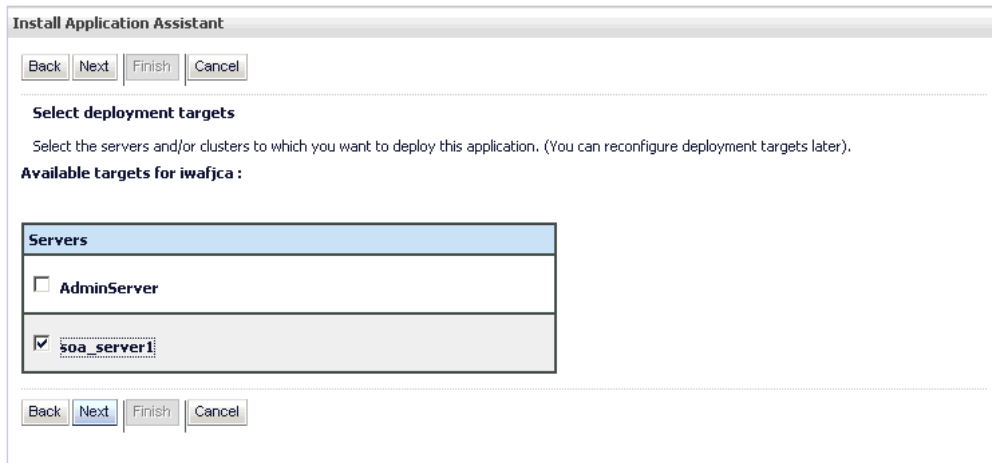 Install Application Assistant
Back Next Finish Cancel
Select deployment targets
Select the servers and/or clusters to which you want to deploy this application. (You can reconfigure deployment targets later).
Available targets for iwafjca :
Servers
AdminServer
soa_server1
Back Next Finish Cancel